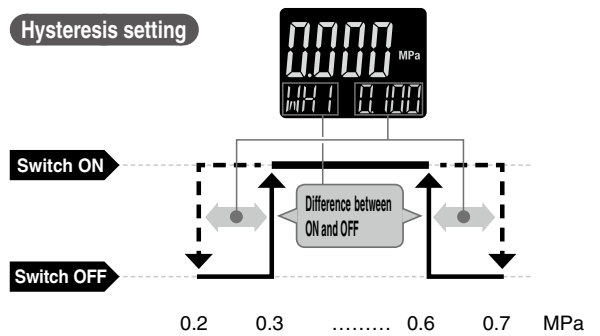 Hysteresis setting
0.000 MPa
WH1 0.100
Switch ON
Difference between
ON and OFF
Switch OFF
0.2 0.3 ......... 0.6 0.7 MPa